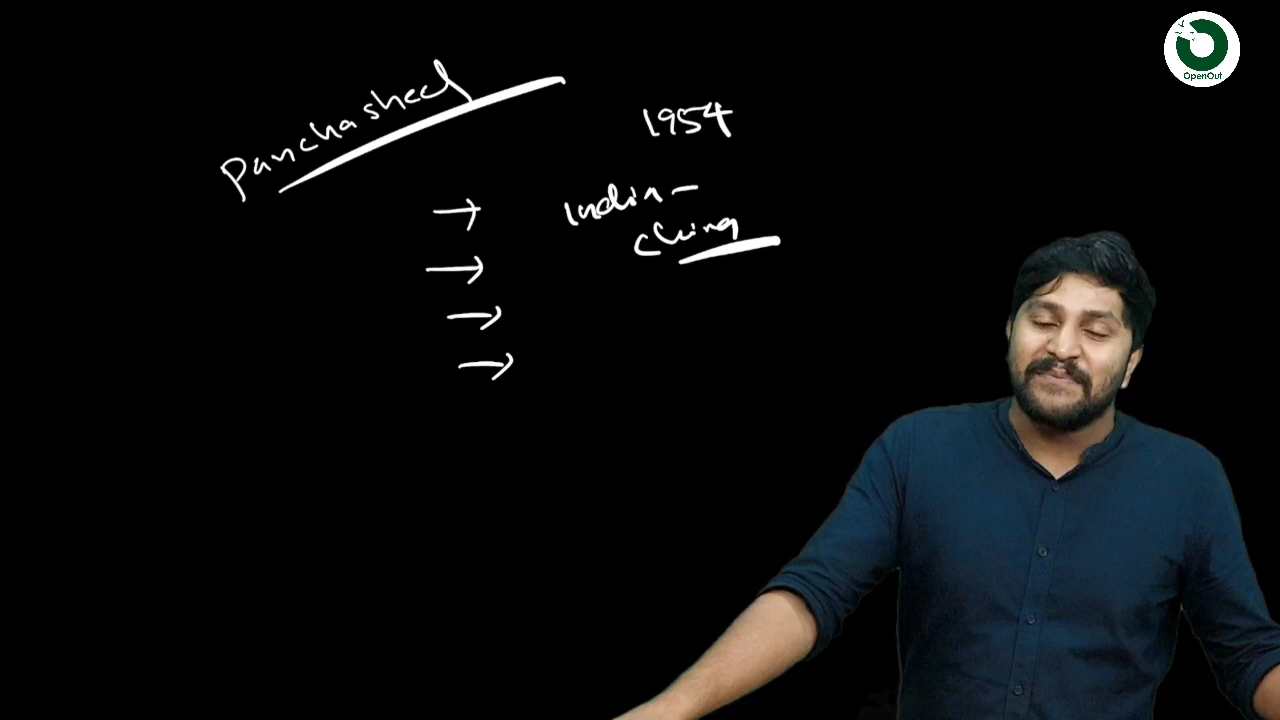 Panchasheel
1954
→ India -
China
→
→
→
OpenOut